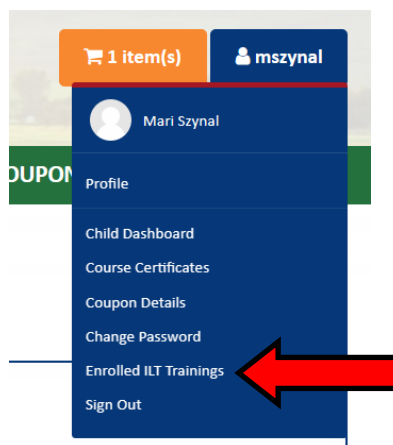 1 item(s) mszynal
Mari Szynal
OUPON
Profile
Child Dashboard
Course Certificates
Coupon Details
Change Password
Enrolled ILT Trainings
Sign Out